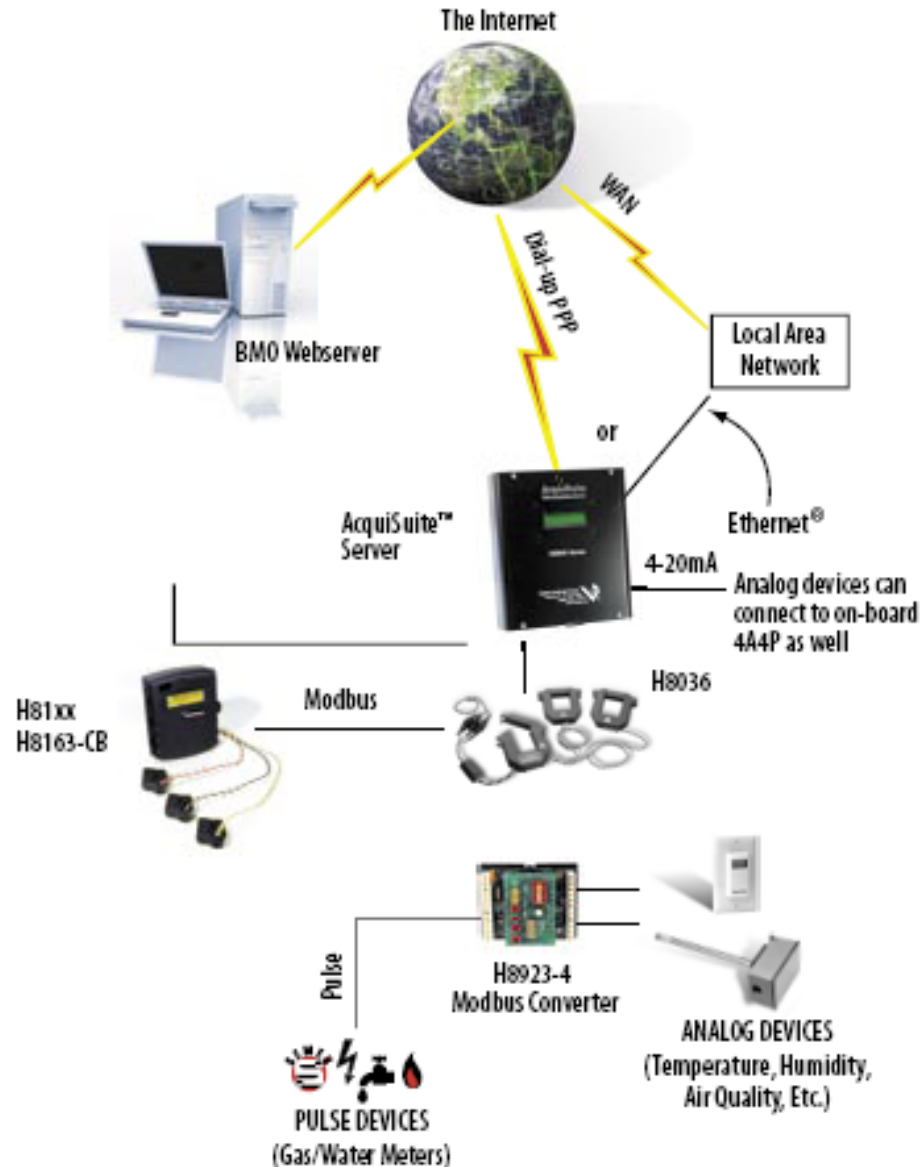 The Internet
WAN
Dial-up PPP
BMO Webserver
Local Area
Network
or
AcquiSuite™
Server
Ethernet®
4-20mA
Analog devices can
connect to on-board
4A4P as well
H8036
H81xx
H8163-CB
Modbus
H8923-4
Modbus Converter
Pulse
ANALOG DEVICES
(Temperature, Humidity,
Air Quality, Etc.)
PULSE DEVICES
(Gas/Water Meters)